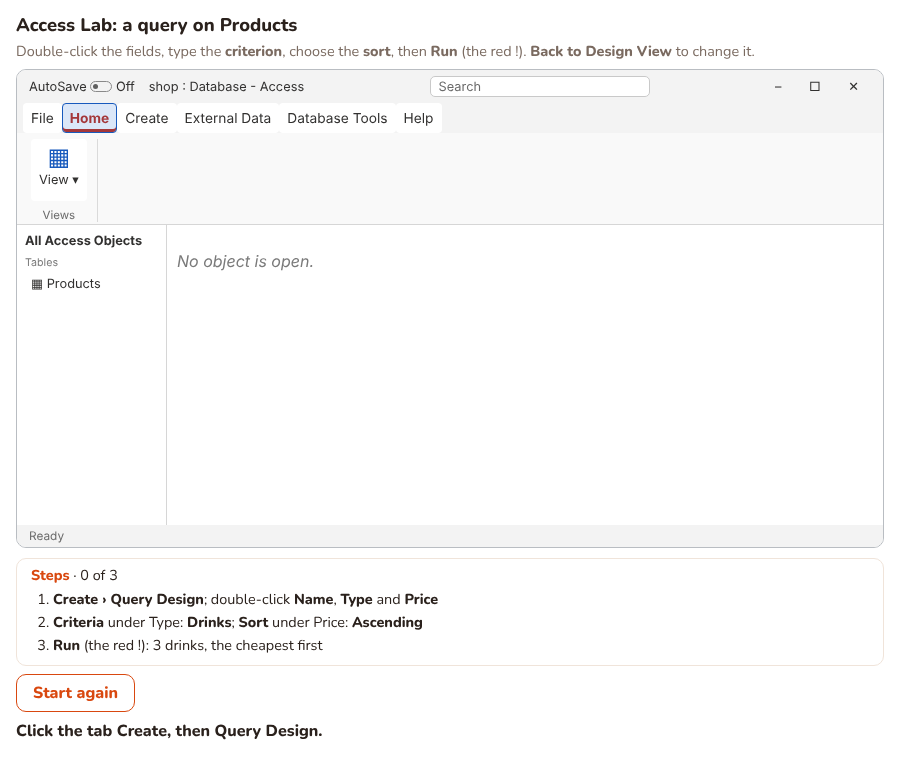 Access Lab: a query on Products
Double-click the fields, type the criterion, choose the sort, then Run (the red !). Back to Design View to change it.
AutoSave Off shop : Database - Access Search
File Home Create External Data Database Tools Help
View ▾
Views
All Access Objects
Tables
Products
No object is open.
Ready
Steps · 0 of 3
1. Create › Query Design; double-click Name, Type and Price
2. Criteria under Type: Drinks; Sort under Price: Ascending
3. Run (the red !): 3 drinks, the cheapest first
Start again
Click the tab Create, then Query Design.